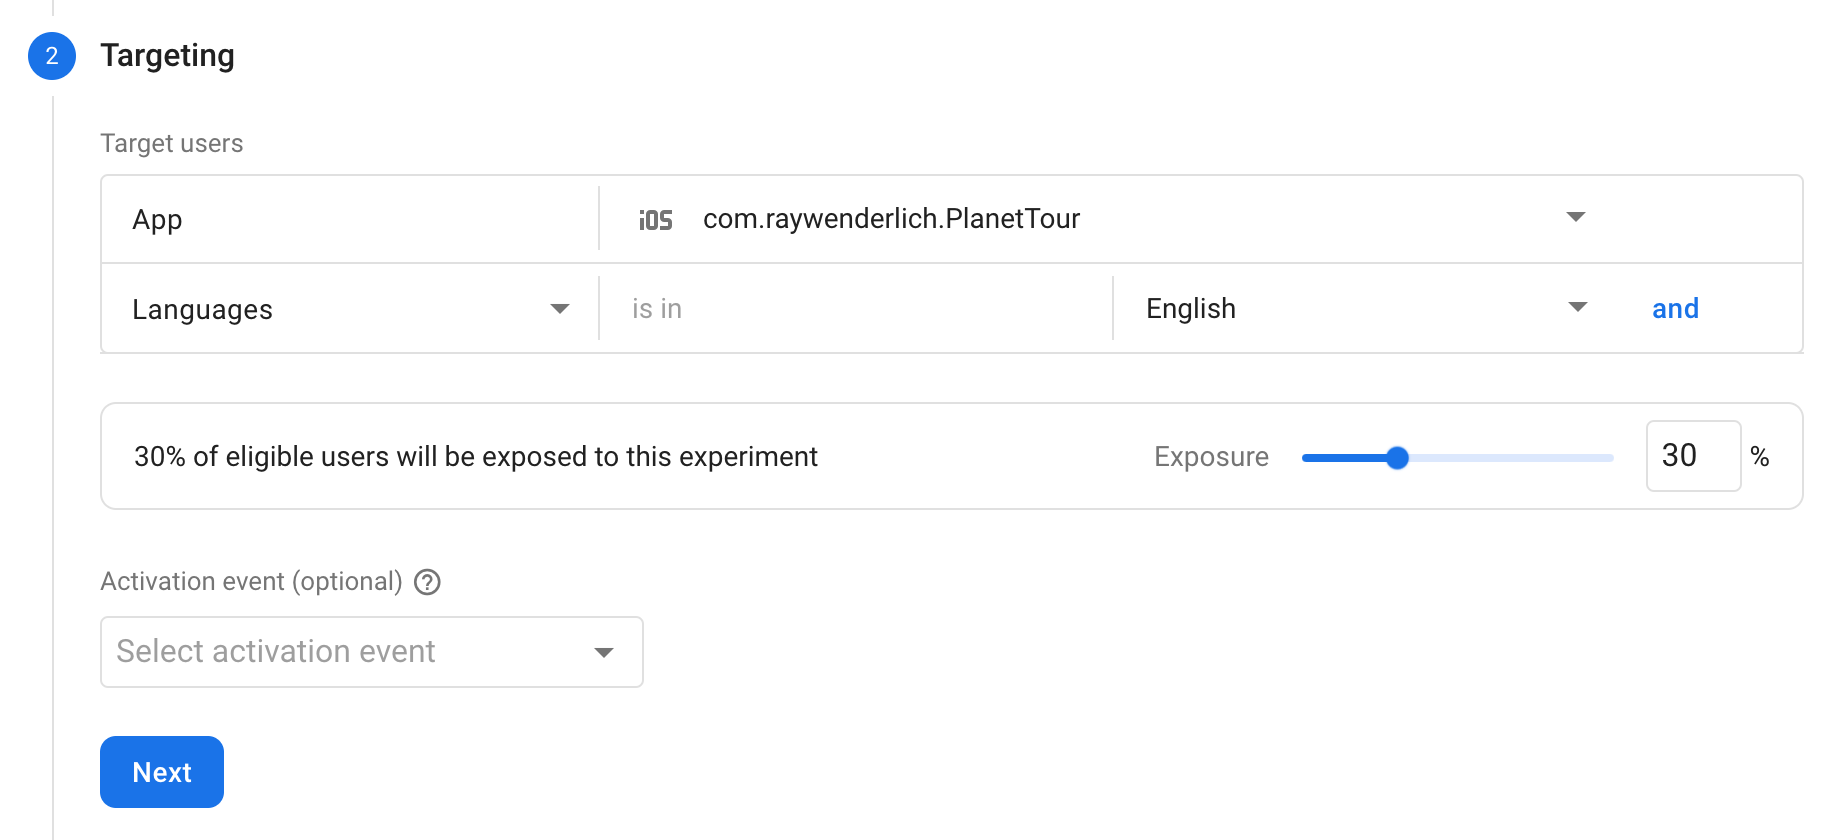 2 Targeting
Target users
App iOS com.raywenderlich.PlanetTour
Languages is in English and
30% of eligible users will be exposed to this experiment Exposure 30 %
Activation event (optional) ?
Select activation event
Next